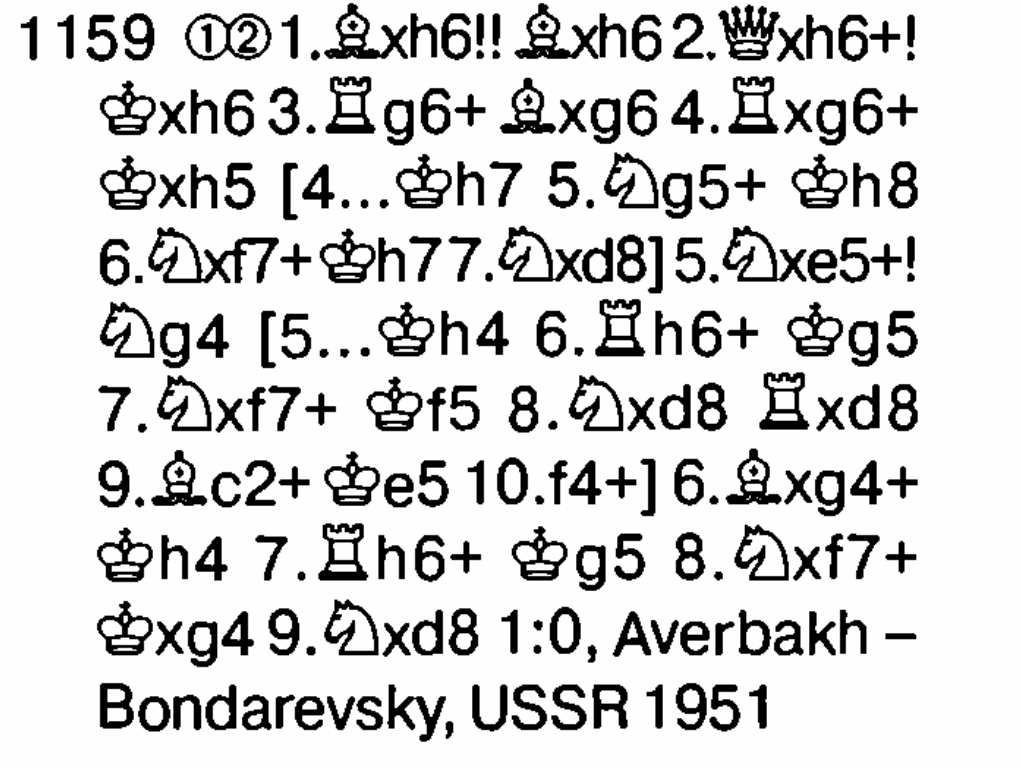 1159 ①② 1.♗xh6!! ♗xh6 2.♕xh6+!
♔xh6 3.♖g6+ ♗xg6 4.♖xg6+
♔xh5 [4...♔h7 5.♘g5+ ♔h8
6.♘xf7+ ♔h7 7.♘xd8] 5.♘xe5+!
♘g4 [5...♔h4 6.♖h6+ ♔g5
7.♘xf7+ ♔f5 8.♘xd8 ♖xd8
9.♗c2+ ♔e5 10.f4+] 6.♗xg4+
♔h4 7.♖h6+ ♔g5 8.♘xf7+
♔xg4 9.♘xd8 1:0, Averbakh –
Bondarevsky, USSR 1951